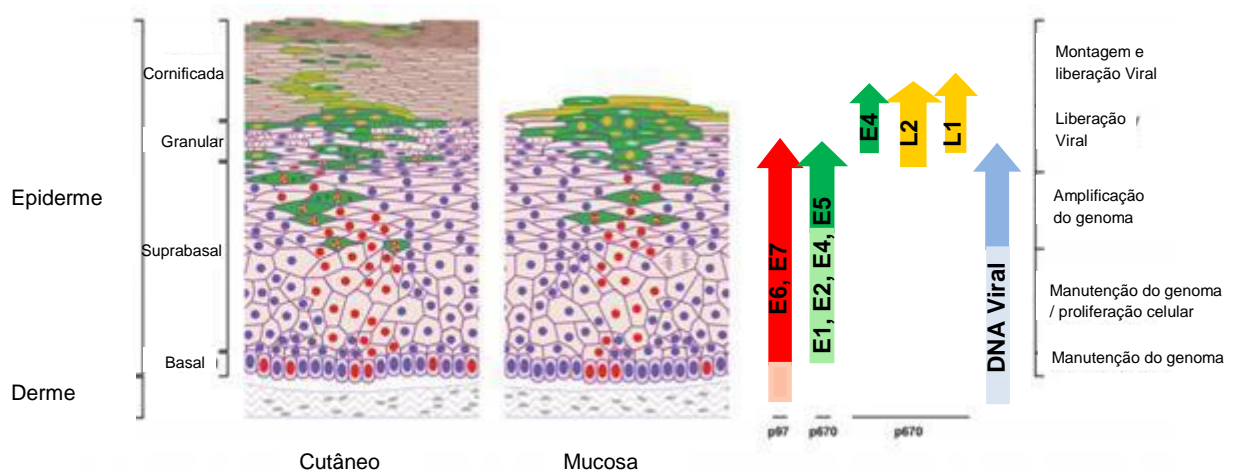 Epiderme
Derme
Cornificada
Granular
Suprabasal
Basal
Cutâneo
Mucosa
E6, E7
E1, E2, E4, E5
E4
L2
L1
DNA Viral
p97
p670
p670
Montagem e
liberação Viral
Liberação
Viral
Amplificação
do genoma
Manutenção do genoma
/ proliferação celular
Manutenção do genoma